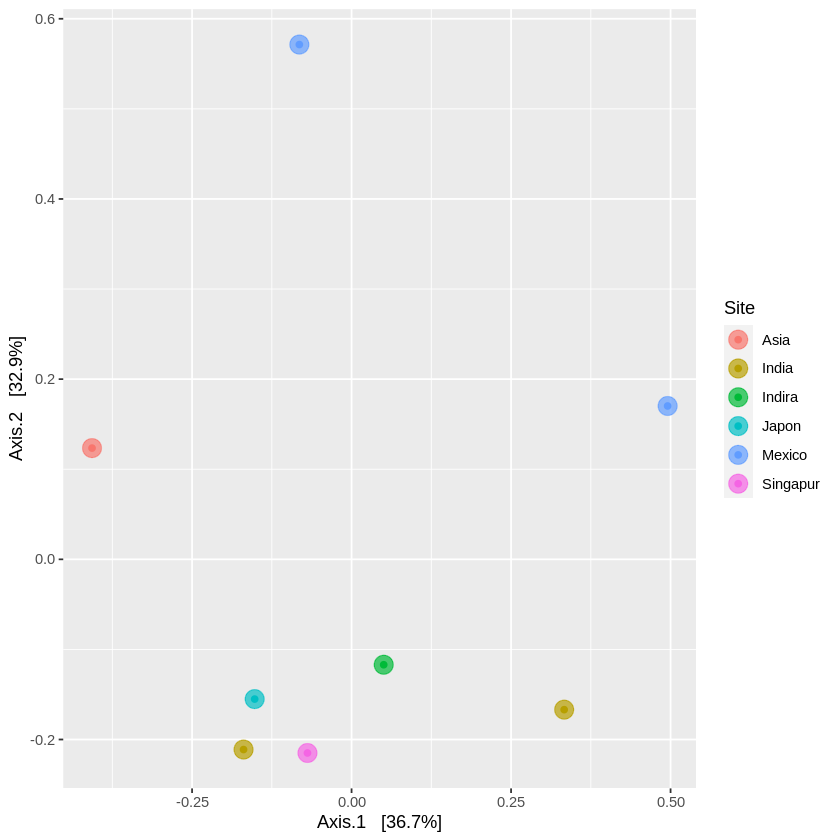 0.6
0.4
0.2
0.0
-0.2
Axis.2 [32.9%]
-0.25
0.00
0.25
0.50
Axis.1 [36.7%]
Site
Asia
India
Indira
Japon
Mexico
Singapur